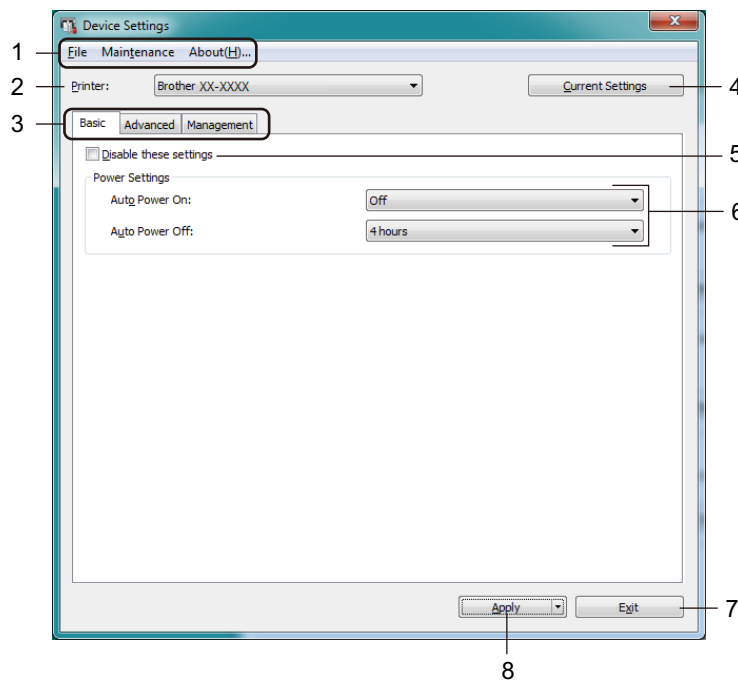 Device Settings
1 File Maintenance About(H)...
2 Printer: Brother XX-XXXX Current Settings 4
3 Basic Advanced Management
Disable these settings 5
Power Settings
Auto Power On: Off
6
Auto Power Off: 4 hours
Apply Exit 7
8